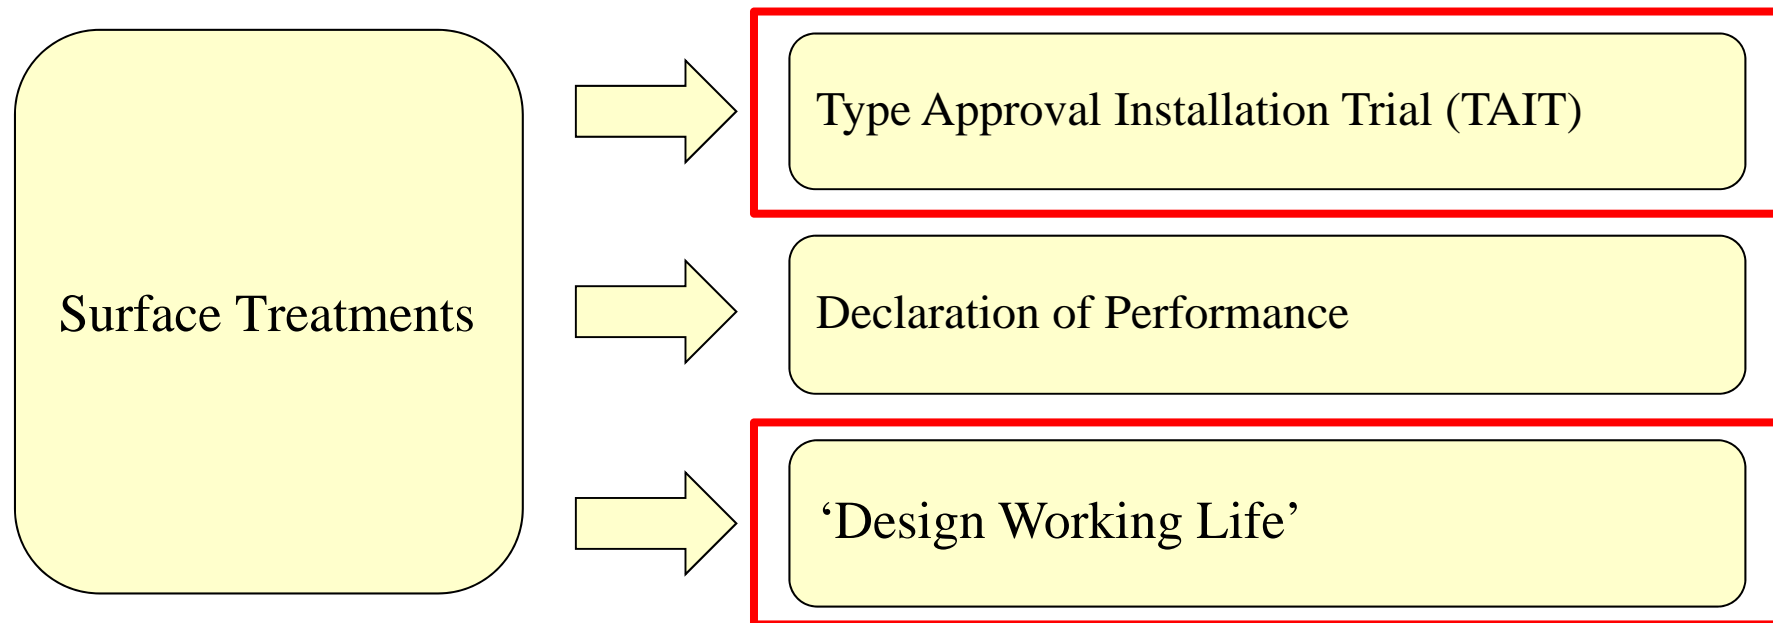 Surface Treatments
Type Approval Installation Trial (TAIT)
Declaration of Performance
‘Design Working Life’